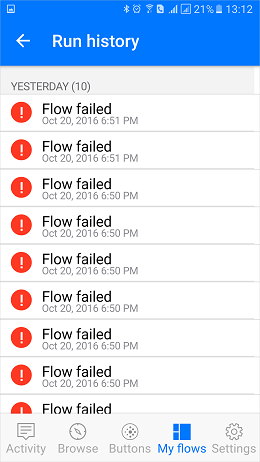 21% 13:12
Run history
YESTERDAY (10)
Flow failed
Oct 20, 2016 6:51 PM
Flow failed
Oct 20, 2016 6:51 PM
Flow failed
Oct 20, 2016 6:50 PM
Flow failed
Oct 20, 2016 6:50 PM
Flow failed
Oct 20, 2016 6:50 PM
Flow failed
Oct 20, 2016 6:50 PM
Flow failed
Oct 20, 2016 6:50 PM
Flow failed
Oct 20, 2016 6:50 PM
Flow failed
Activity Browse Buttons My flows Settings